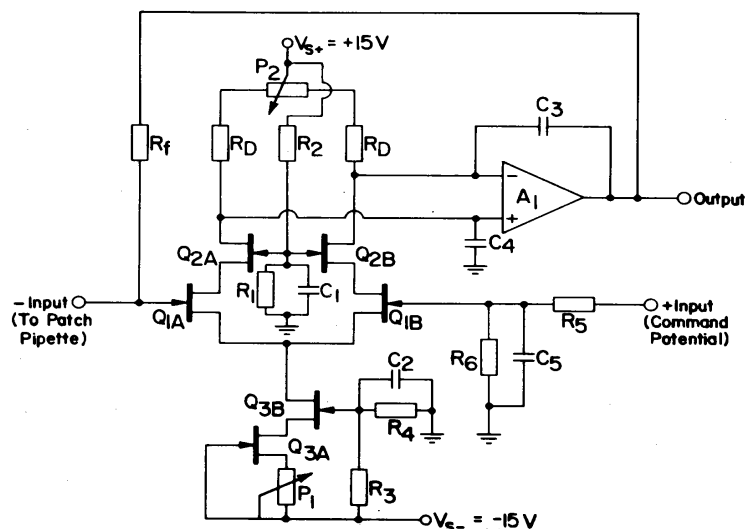 Vs+ = +15V
P2
C3
Rf
RD
R2
RD
−
A1
+
Output
C4
Q2A
Q2B
− Input
(To Patch
Pipette)
R1
C1
Q1A
Q1B
R5
+Input
(Command
Potential)
R6
C5
C2
Q3B
R4
Q3A
P1
R3
Vs- = -15V